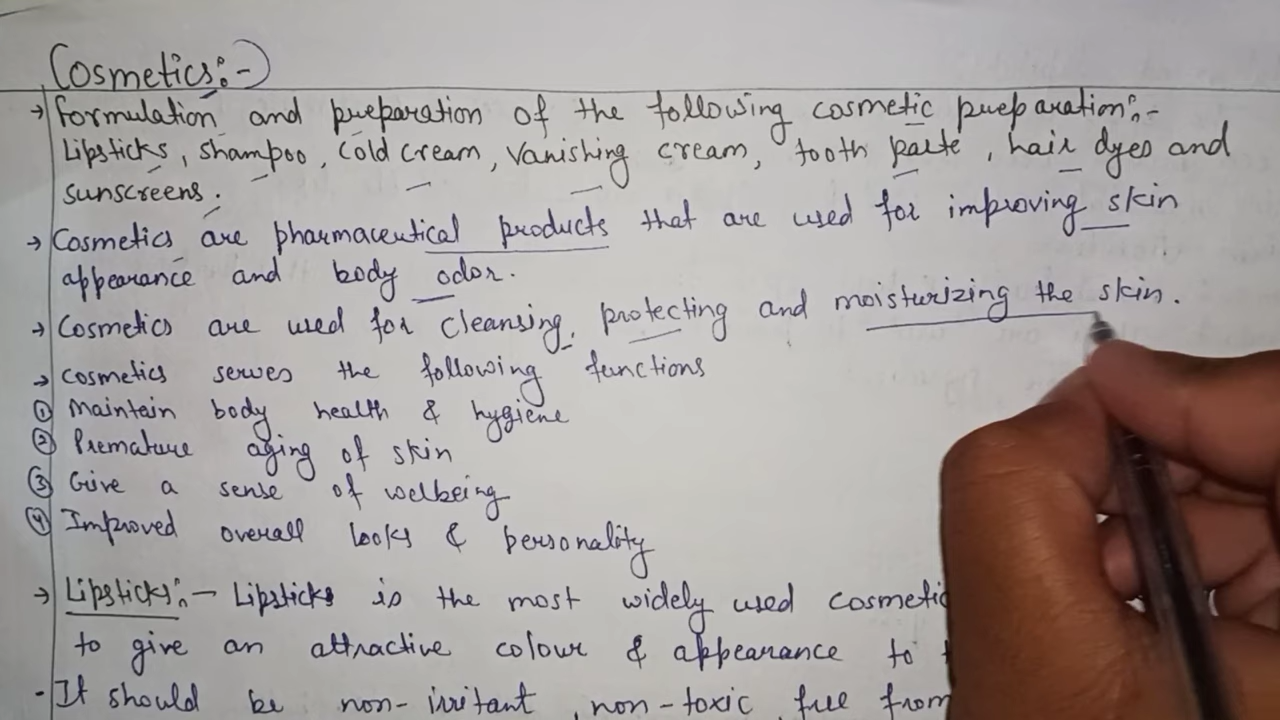 Cosmetics:-
→ Formulation and preparation of the following cosmetic preparation:-
Lipsticks, shampoo, cold cream, vanishing cream, tooth paste, hair dyes and
sunscreens.
→ Cosmetics are pharmaceutical products that are used for improving skin
appearance and body odor.
→ Cosmetics are used for cleansing, protecting and moisturizing the skin.
→ Cosmetics serves the following functions
① Maintain body health & hygiene
② Premature aging of skin
③ Give a sense of welbeing
④ Improved overall looks & personality
→ Lipsticks:- Lipsticks is the most widely used cosmetic
to give an attractive colour & appearance to
• It should be non-irritant, non-toxic, free from